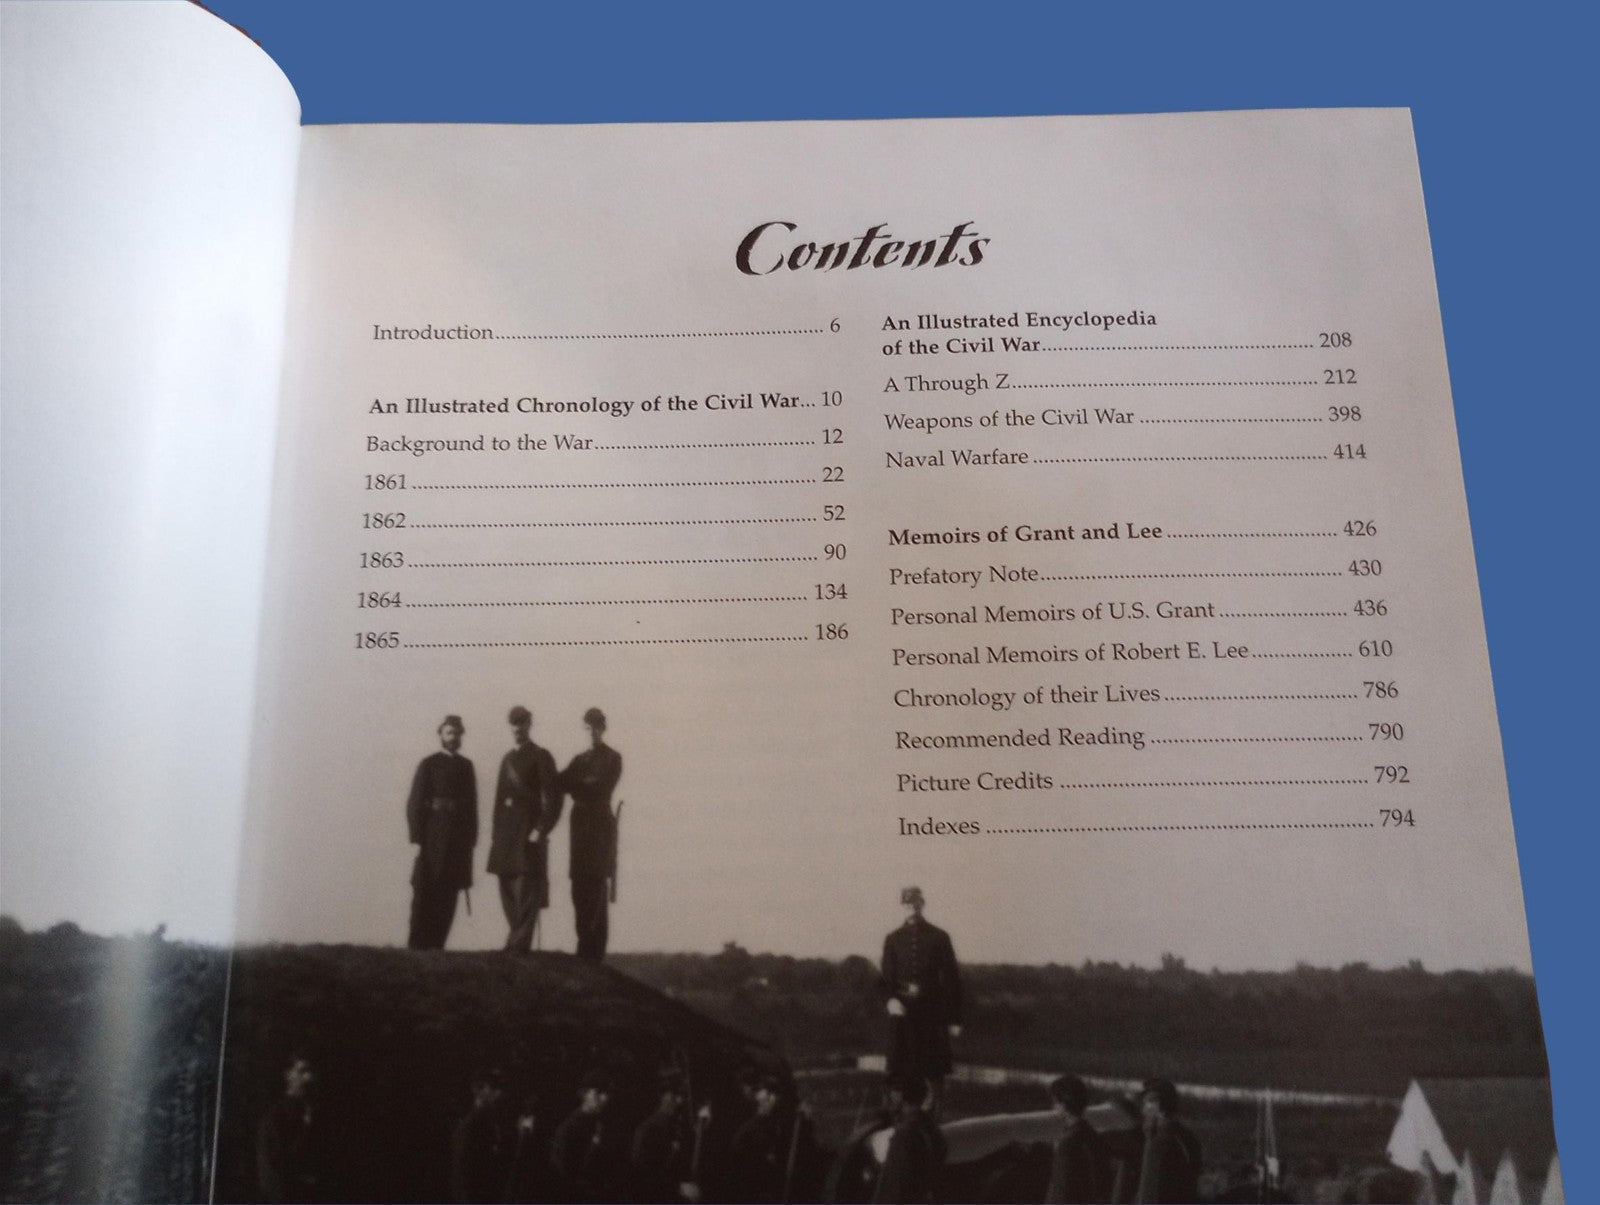 Contents
Introduction.......................................................... 6
An Illustrated Chronology of the Civil War... 10
Background to the War....................................... 12
1861 ....................................................................... 22
1862 ....................................................................... 52
1863 ....................................................................... 90
1864 ....................................................................... 134
1865 ....................................................................... 186
An Illustrated Encyclopedia
of the Civil War............................................... 208
A Through Z..................................................... 212
Weapons of the Civil War ................................ 398
Naval Warfare ................................................... 414
Memoirs of Grant and Lee .............................. 426
Prefatory Note.................................................... 430
Personal Memoirs of U.S. Grant ...................... 436
Personal Memoirs of Robert E. Lee.................. 610
Chronology of their Lives ................................. 786
Recommended Reading .................................... 790
Picture Credits .................................................... 792
Indexes ................................................................ 794